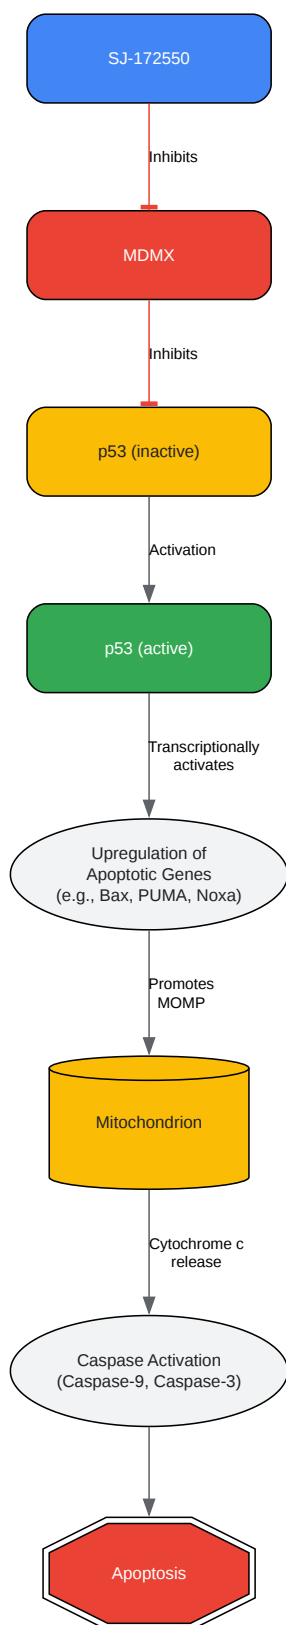 SJ-172550
Inhibits
MDMX
Inhibits
p53 (inactive)
Activation
p53 (active)
Transcriptionally
activates
Upregulation of
Apoptotic Genes
(e.g., Bax, PUMA, Noxa)
Promotes
MOMP
Mitochondrion
Cytochrome c
release
Caspase Activation
(Caspase-9, Caspase-3)
Apoptosis